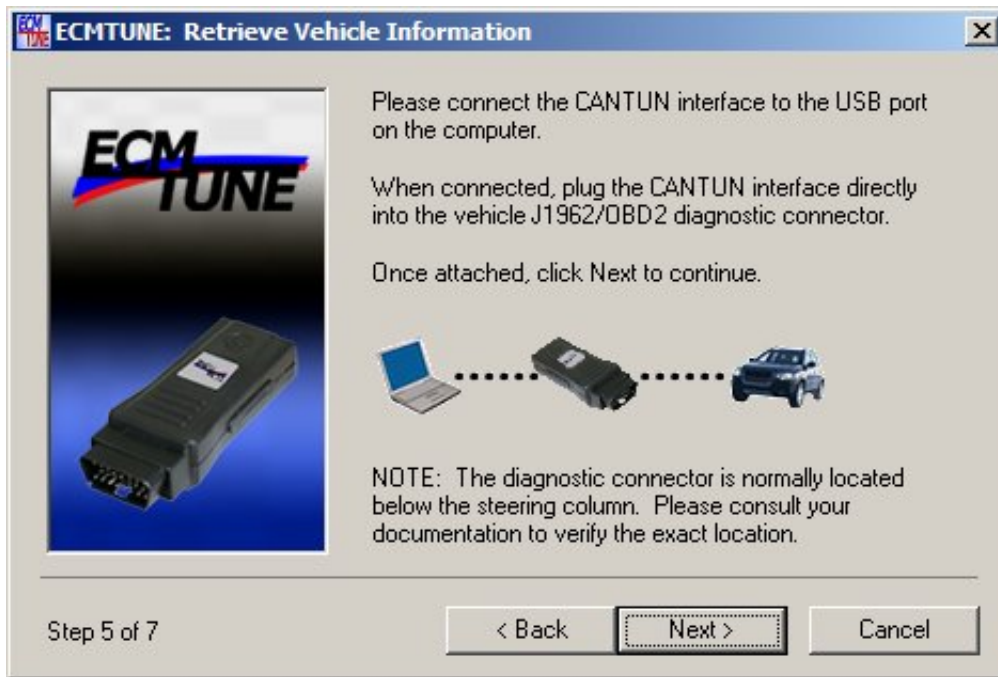 ECMTUNE: Retrieve Vehicle Information
ECM
TUNE
Please connect the CANTUN interface to the USB port
on the computer.
When connected, plug the CANTUN interface directly
into the vehicle J1962/OBD2 diagnostic connector.
Once attached, click Next to continue.
NOTE: The diagnostic connector is normally located
below the steering column. Please consult your
documentation to verify the exact location.
Step 5 of 7
< Back
Next >
Cancel